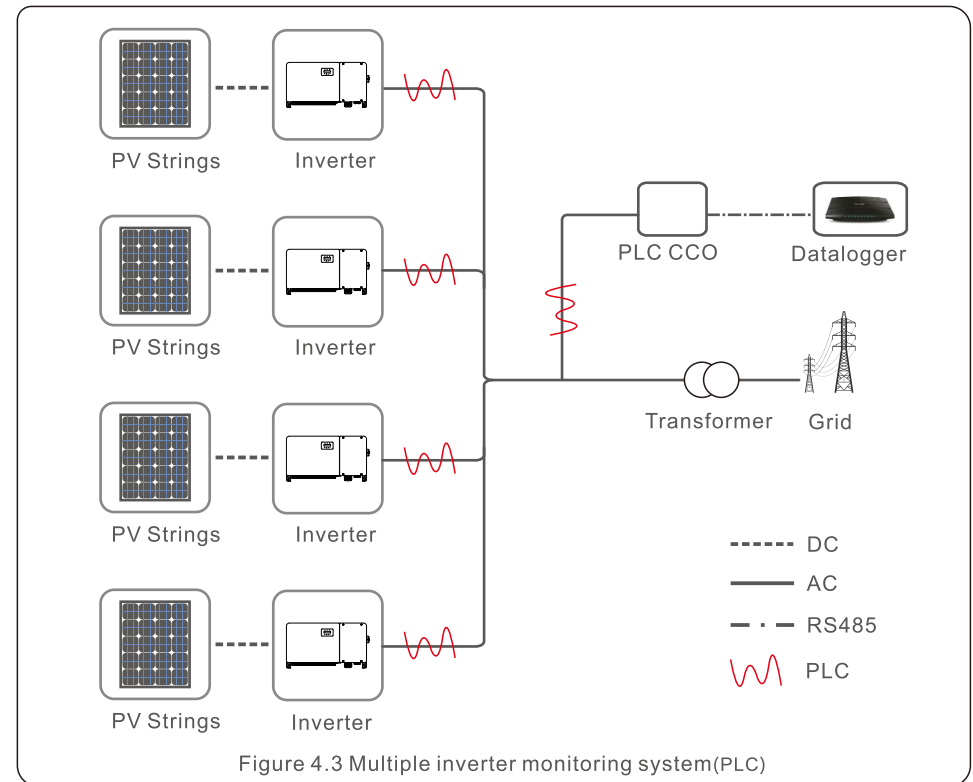 PV Strings
Inverter
PLC CCO
Datalogger
PV Strings
Inverter
Transformer
Grid
PV Strings
Inverter
DC
AC
RS485
PLC
PV Strings
Inverter
Figure 4.3 Multiple inverter monitoring system(PLC)